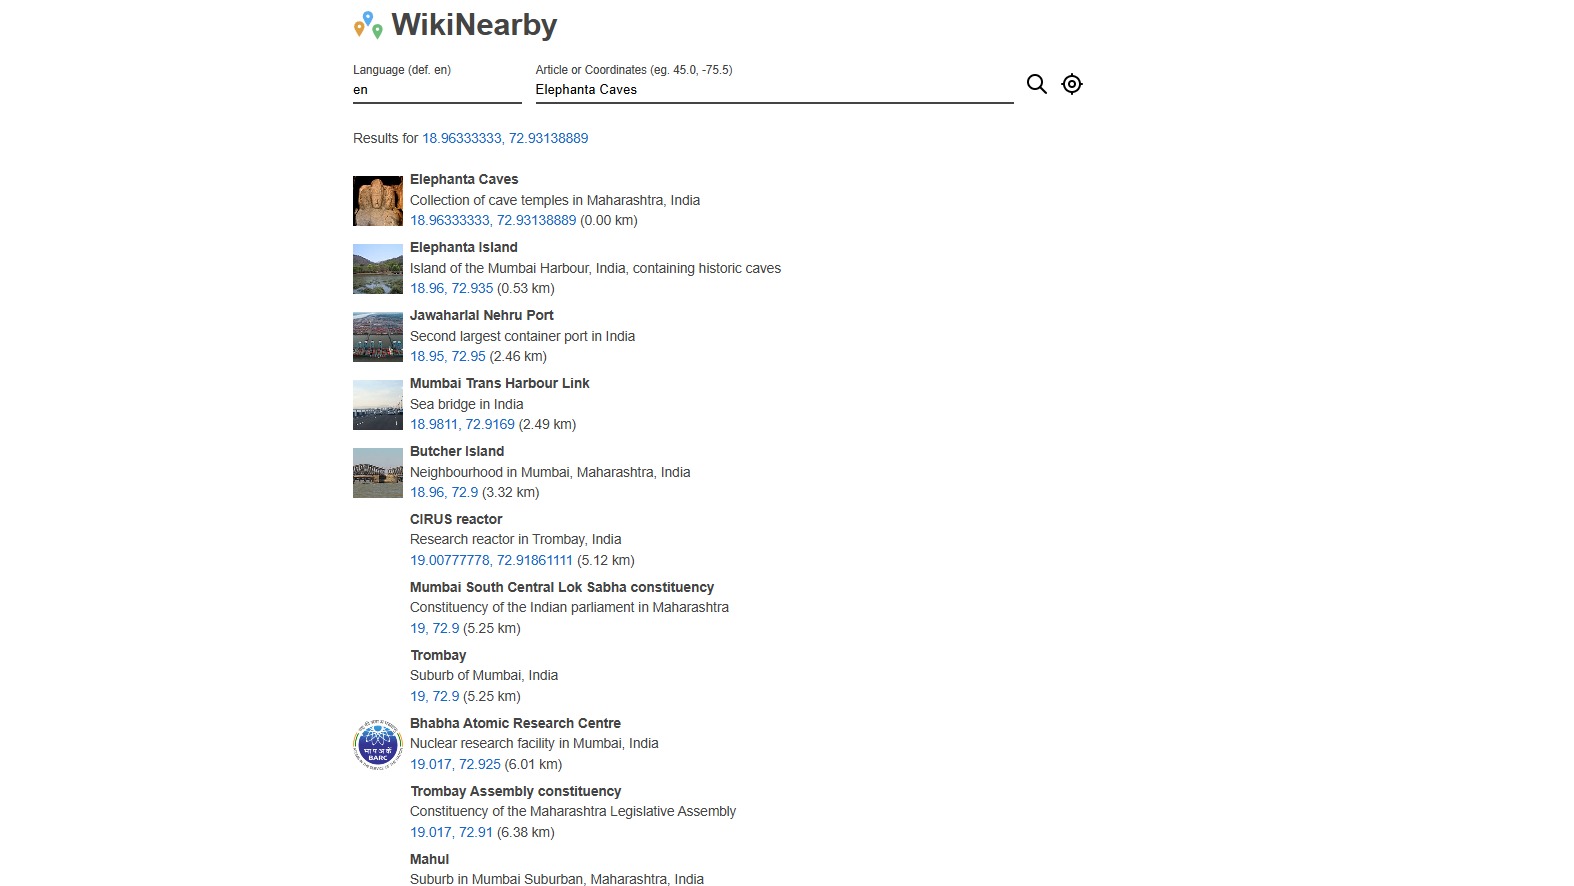 WikiNearby
Language (def. en)
en
Article or Coordinates (eg. 45.0, -75.5)
Elephanta Caves
Results for 18.96333333, 72.93138889
Elephanta Caves
Collection of cave temples in Maharashtra, India
18.96333333, 72.93138889 (0.00 km)
Elephanta Island
Island of the Mumbai Harbour, India, containing historic caves
18.96, 72.935 (0.53 km)
Jawaharlal Nehru Port
Second largest container port in India
18.95, 72.95 (2.46 km)
Mumbai Trans Harbour Link
Sea bridge in India
18.9811, 72.9169 (2.49 km)
Butcher Island
Neighbourhood in Mumbai, Maharashtra, India
18.96, 72.9 (3.32 km)
CIRUS reactor
Research reactor in Trombay, India
19.00777778, 72.91861111 (5.12 km)
Mumbai South Central Lok Sabha constituency
Constituency of the Indian parliament in Maharashtra
19, 72.9 (5.25 km)
Trombay
Suburb of Mumbai, India
19, 72.9 (5.25 km)
Bhabha Atomic Research Centre
Nuclear research facility in Mumbai, India
19.017, 72.925 (6.01 km)
BARC
Trombay Assembly constituency
Constituency of the Maharashtra Legislative Assembly
19.017, 72.91 (6.38 km)
Mahul
Suburb in Mumbai Suburban, Maharashtra, India